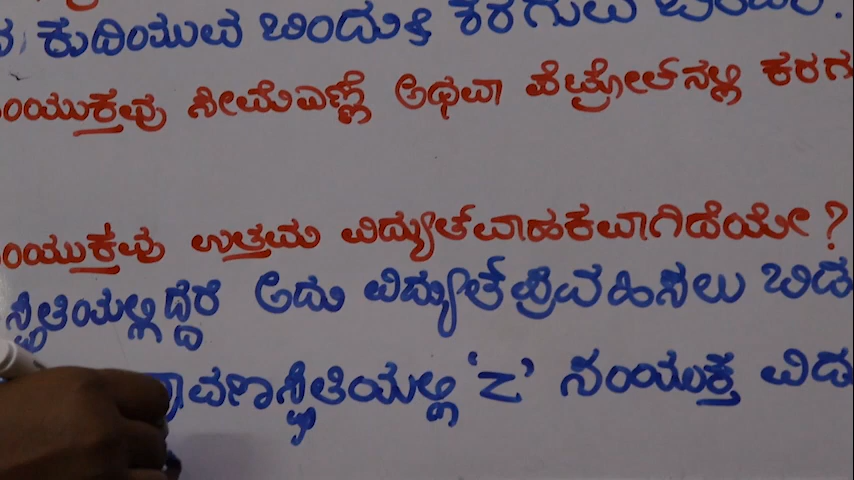 ಕುದಿಯುವ ಬಿಂದು ಕರಗುವ
ಸಂಯುಕ್ತವು ಸೀಮೆಎಣ್ಣೆ ಅಥವಾ ಪೆಟ್ರೋಲ್‌ನಲ್ಲಿ ಕರಗು
ಸಂಯುಕ್ತವು ಉತ್ತಮ ವಿದ್ಯುತ್‌ವಾಹಕವಾಗಿದೆಯೇ?
ಸ್ಥಿತಿಯಲ್ಲಿದ್ದರೆ ಅದು ವಿದ್ಯುತ್‌ಪ್ರವಹಿಸಲು ಬಿಡ
ದ್ರಾವಣಸ್ಥಿತಿಯಲ್ಲಿ 'Z' ಸಂಯುಕ್ತ ವಿದ